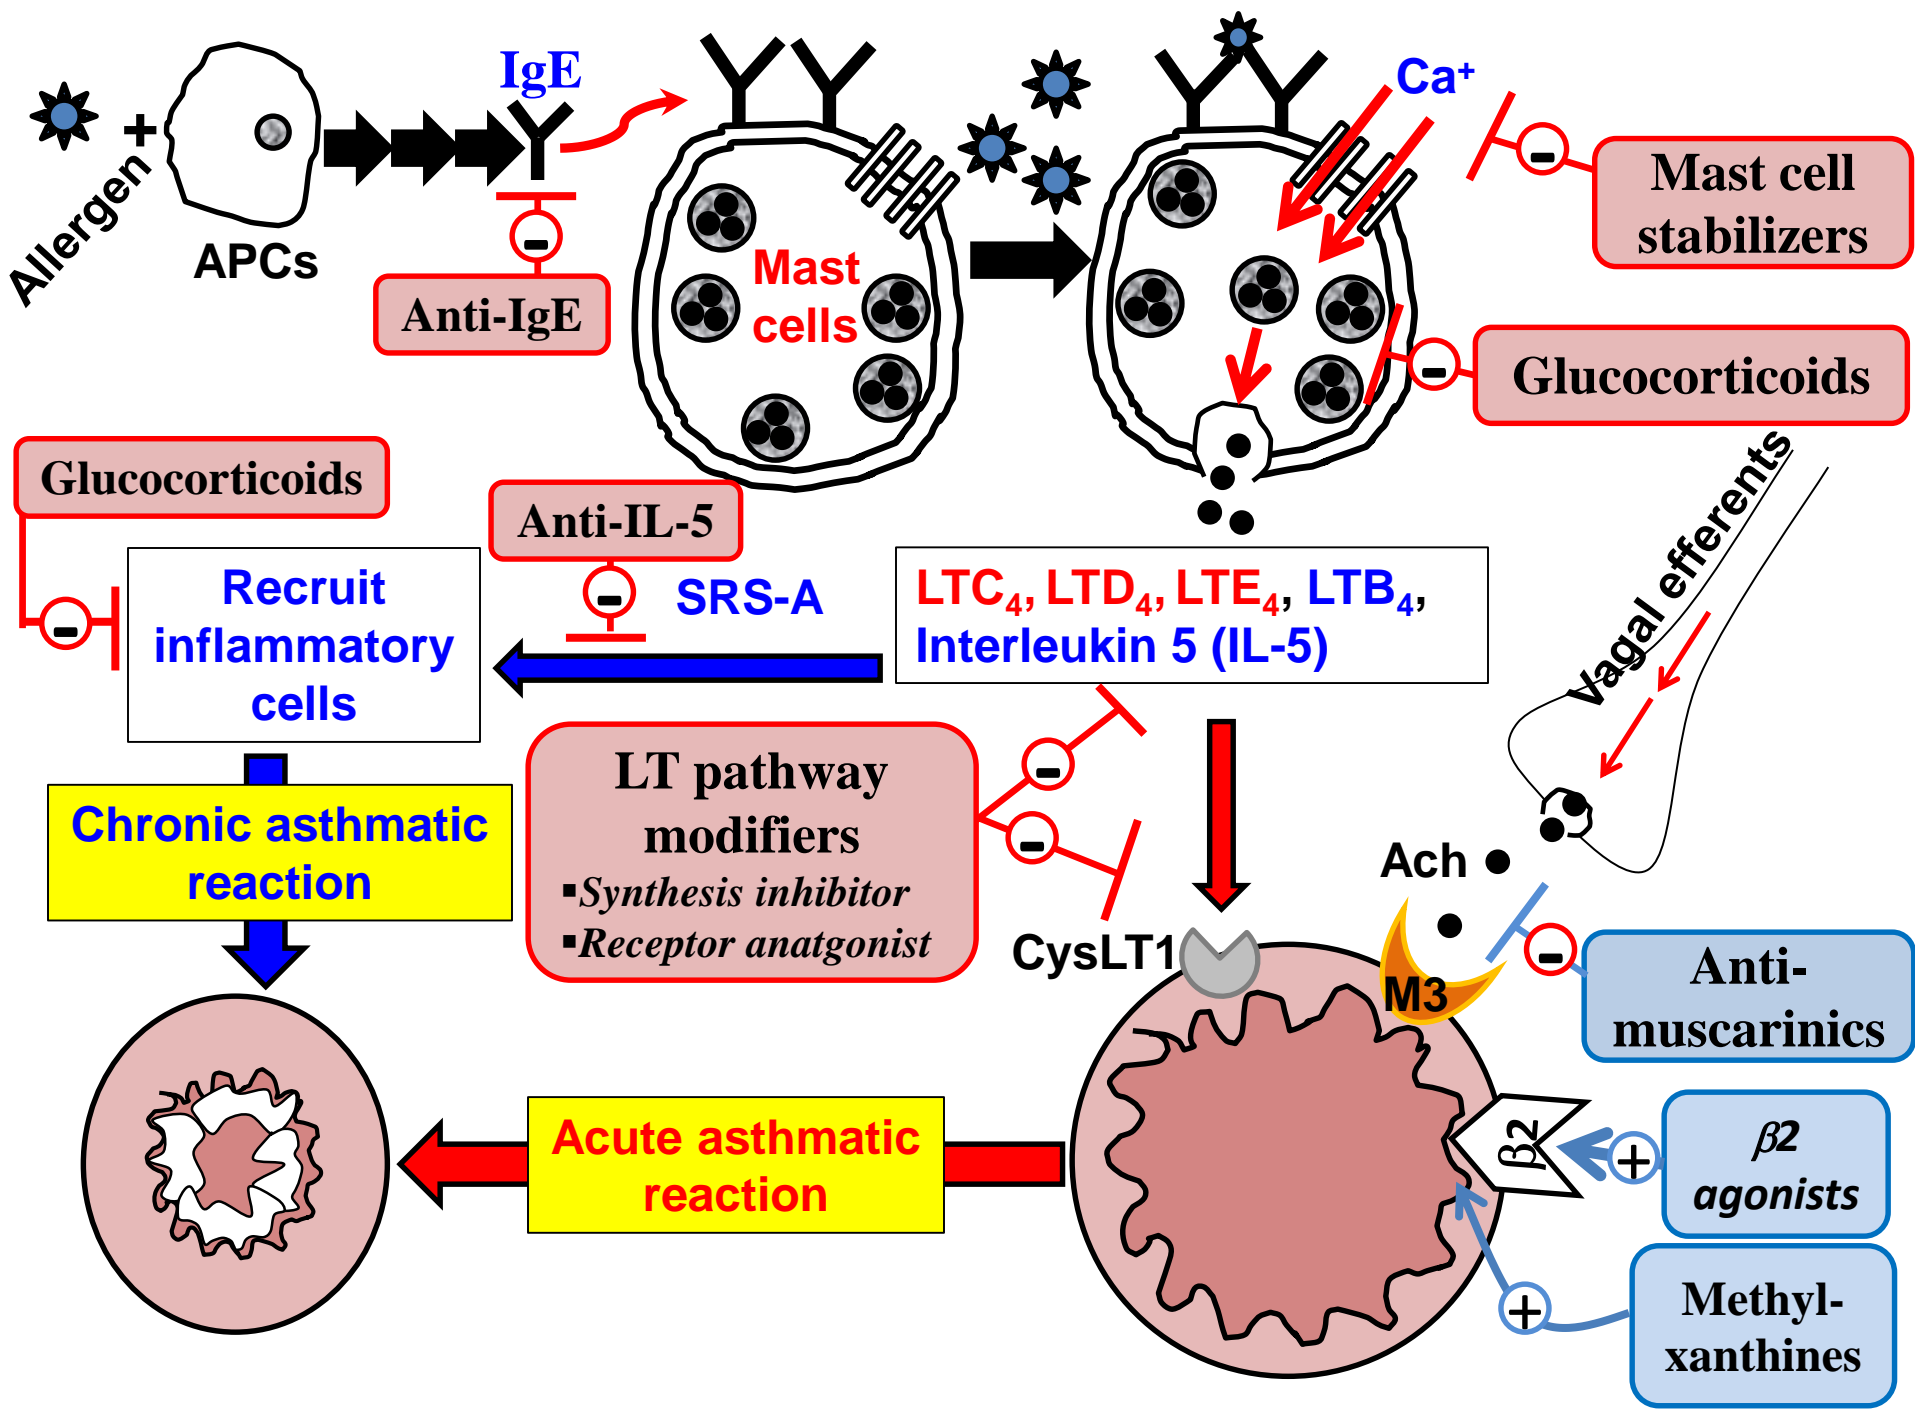 IgE
Ca+
Allergen
+
APCs
-
Anti-IgE
Mast
cells
-
Mast cell
stabilizers
-
Glucocorticoids
Glucocorticoids
-
Anti-IL-5
-
SRS-A
Recruit
inflammatory
cells
LTC4, LTD4, LTE4, LTB4,
Interleukin 5 (IL-5)
Vagal efferents
LT pathway
modifiers
▪Synthesis inhibitor
▪Receptor anatgonist
-
-
Chronic asthmatic
reaction
Ach
CysLT1
M3
-
Anti-
muscarinics
Acute asthmatic
reaction
β2
+
β2
agonists
+
Methyl-
xanthines